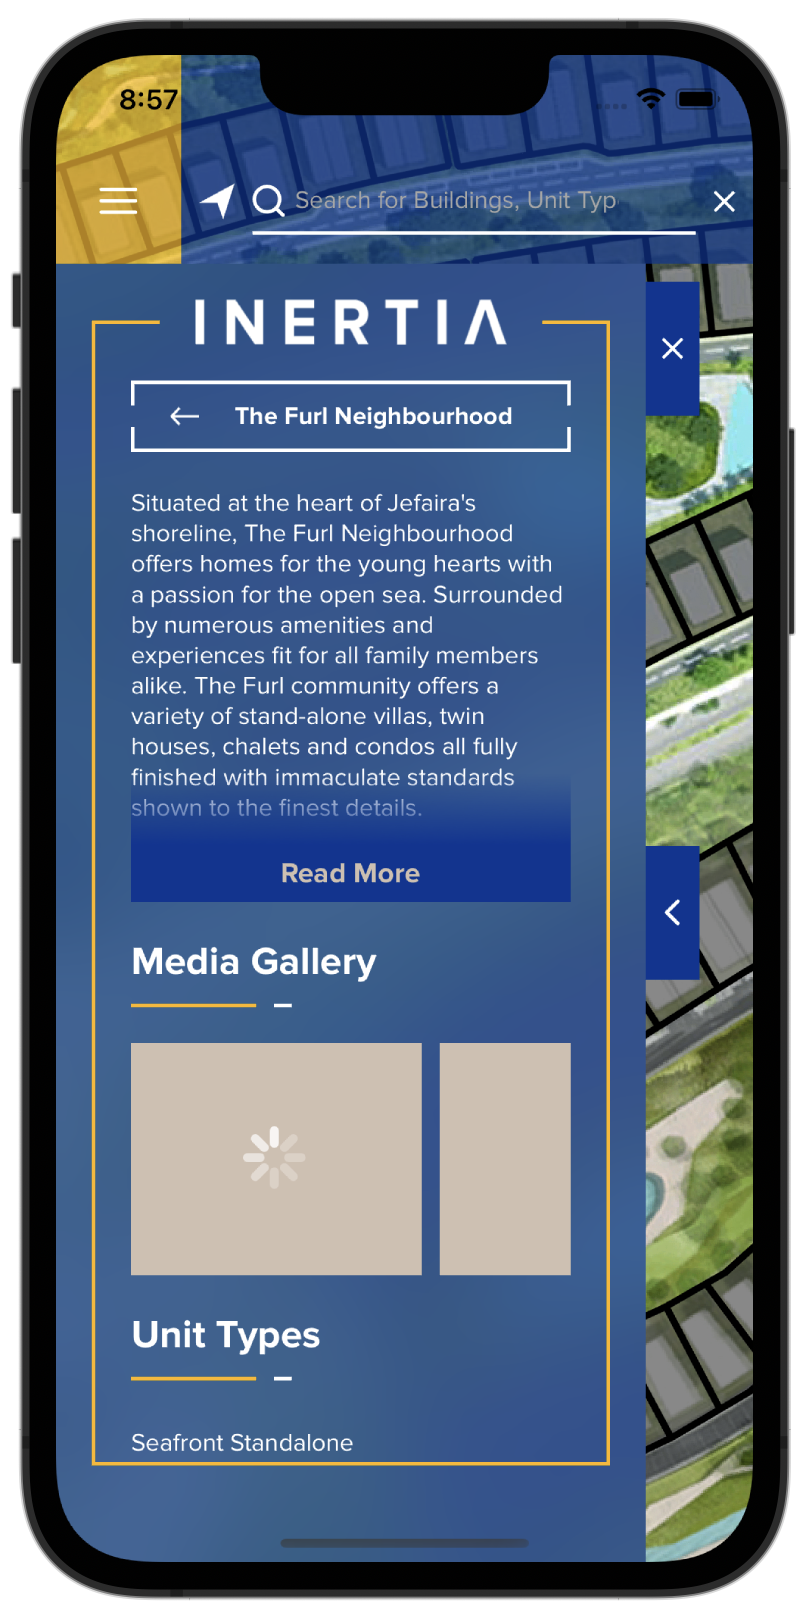 8:57
Search for Buildings, Unit Typ
INERTIA
The Furl Neighbourhood
Situated at the heart of Jefaira's
shoreline, The Furl Neighbourhood
offers homes for the young hearts with
a passion for the open sea. Surrounded
by numerous amenities and
experiences fit for all family members
alike. The Furl community offers a
variety of stand-alone villas, twin
houses, chalets and condos all fully
finished with immaculate standards
shown to the finest details.
Read More
Media Gallery
Unit Types
Seafront Standalone